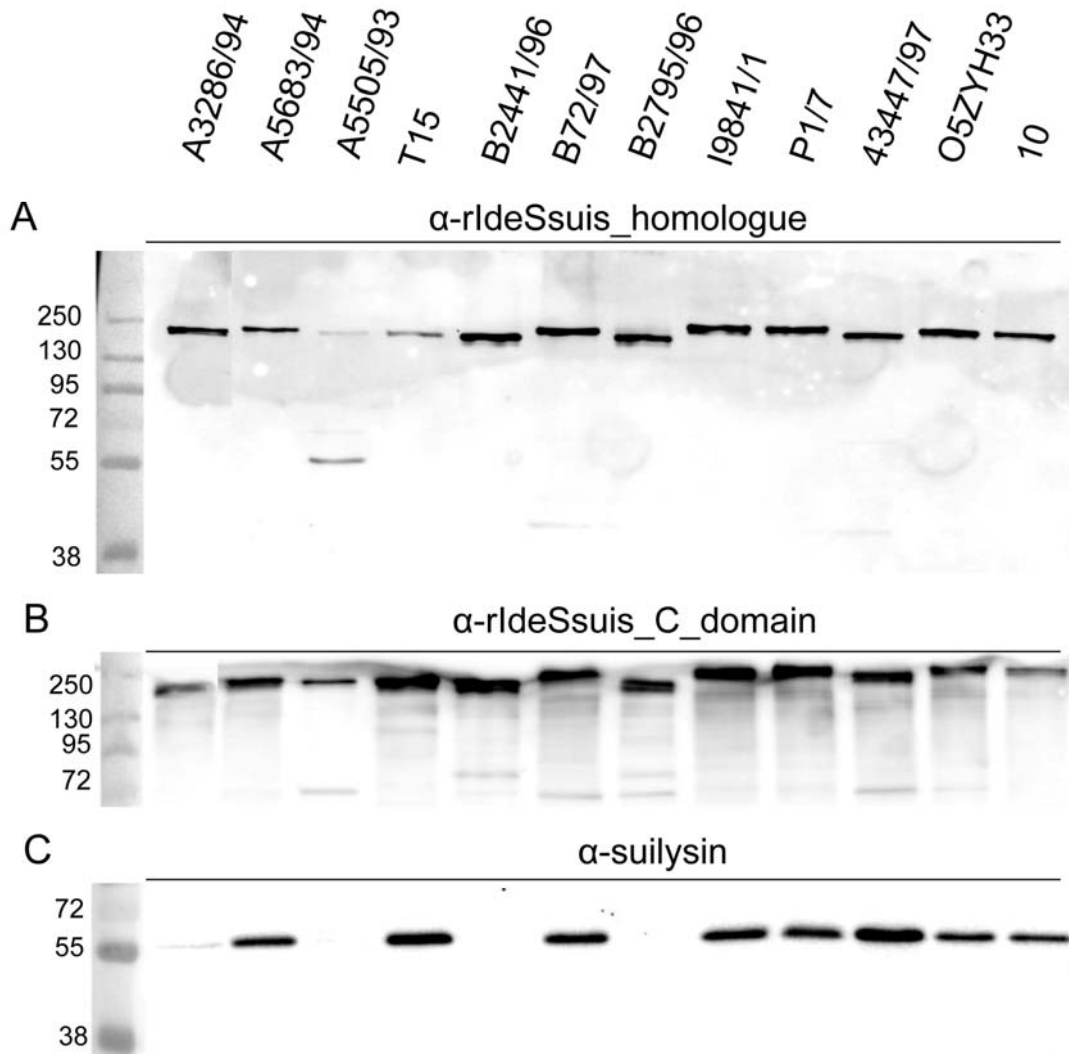 A3286/94
A5683/94
A5505/93
T15
B2441/96
B72/97
B2795/96
I9841/1
P1/7
43447/97
O5ZYH33
10
A
α-rIdeSsuis_homologue
250
130
95
72
55
38
B
α-rIdeSsuis_C_domain
250
130
95
72
C
α-suilysin
72
55
38